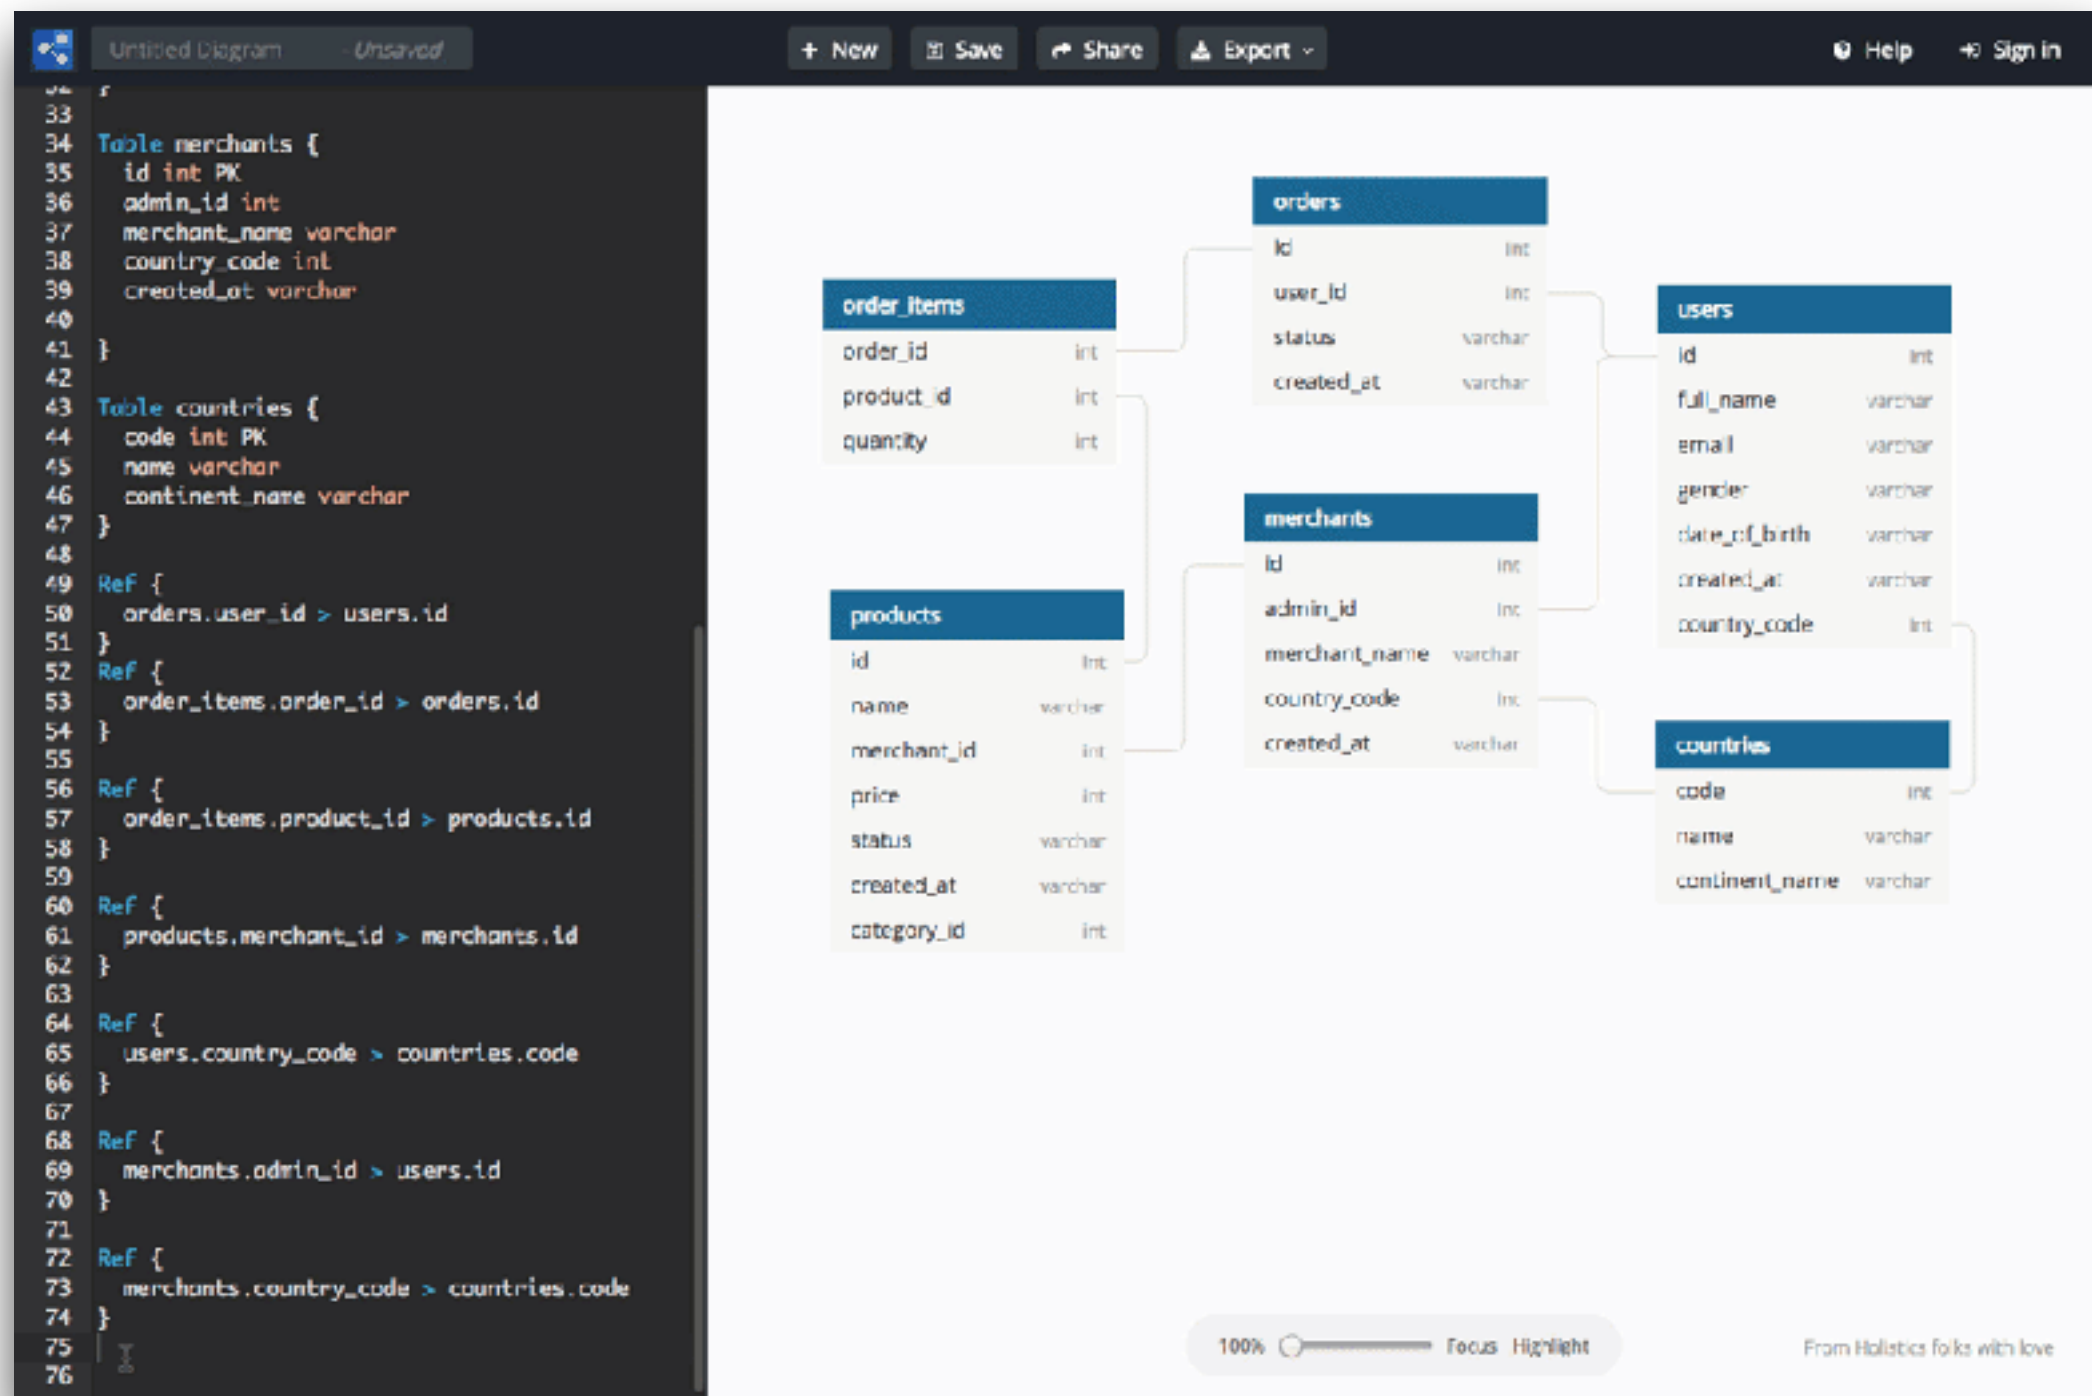 Untitled Diagram - Unsaved
+ New Save Share Export Help Sign in
32 }
33
34 Table merchants {
35 id int PK
36 admin_id int
37 merchant_name varchar
38 country_code int
39 created_at varchar
40
41 }
42
43 Table countries {
44 code int PK
45 name varchar
46 continent_name varchar
47 }
48
49 Ref {
50 orders.user_id > users.id
51 }
52 Ref {
53 order_items.order_id > orders.id
54 }
55
56 Ref {
57 order_items.product_id > products.id
58 }
59
60 Ref {
61 products.merchant_id > merchants.id
62 }
63
64 Ref {
65 users.country_code > countries.code
66 }
67
68 Ref {
69 merchants.admin_id > users.id
70 }
71
72 Ref {
73 merchants.country_code > countries.code
74 }
75
76
order_items
order_id int
product_id int
quantity int
products
id int
name varchar
merchant_id int
price int
status varchar
created_at varchar
category_id int
orders
id int
user_id int
status varchar
created_at varchar
merchants
id int
admin_id int
merchant_name varchar
country_code int
created_at varchar
users
id int
full_name varchar
email varchar
gender varchar
date_of_birth varchar
created_at varchar
country_code int
countries
code int
name varchar
continent_name varchar
100% Focus Highlight
From Holistics folks with love